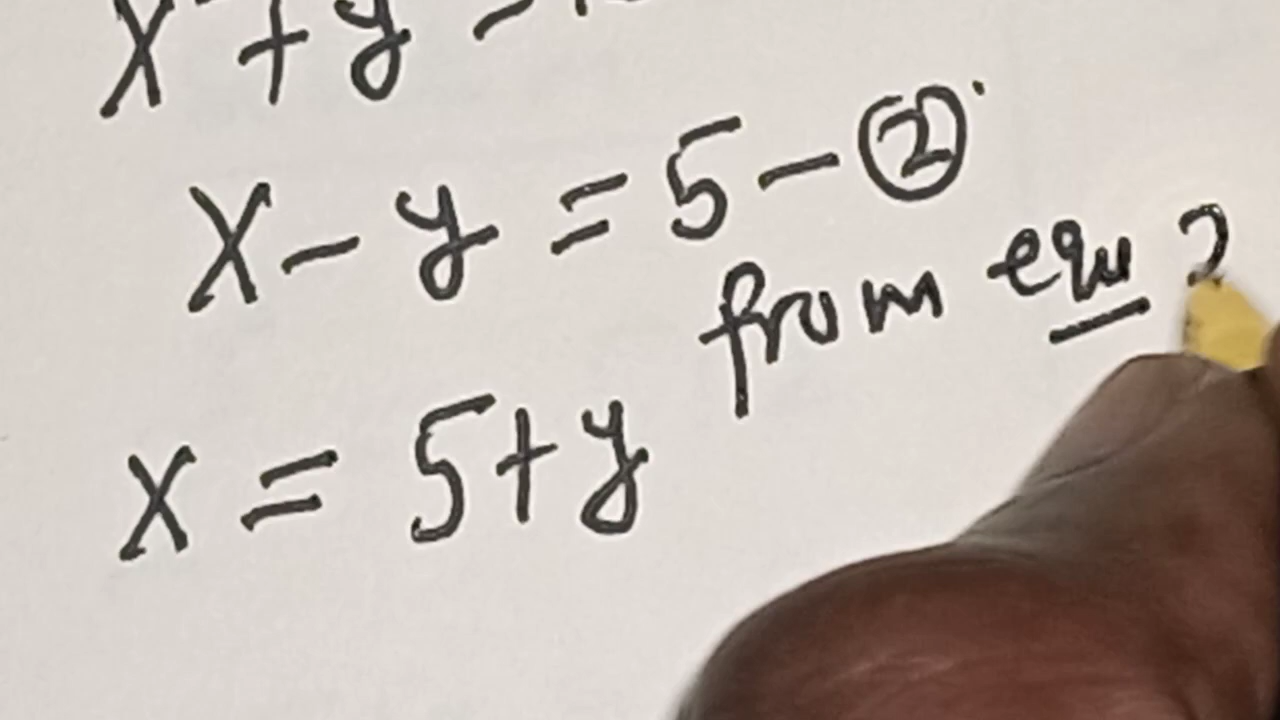 x + y
x - y = 5 - ②
from equ 2
x = 5 + y